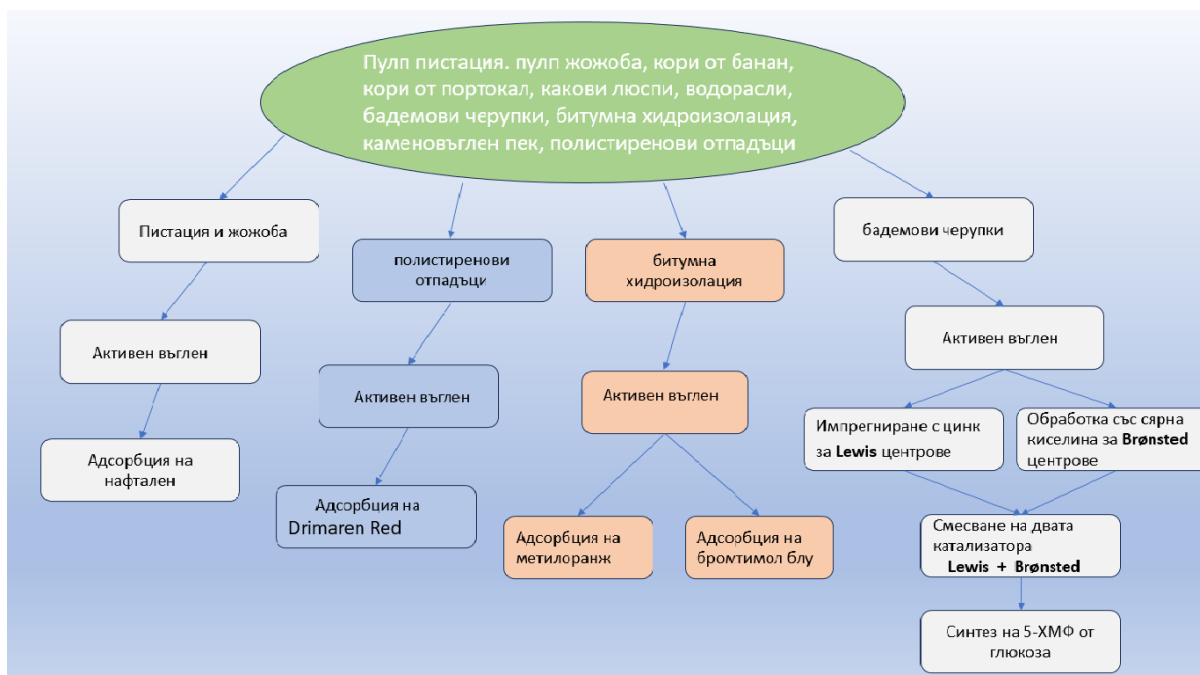 Пулп пистация. пулп жожоба, кори от банан,
кори от портокал, какови люспи, водорасли,
бадемови черупки, битумна хидроизолация,
каменовъглен пек, полистиренови отпадъци
Пистация и жожоба
полистиренови
отпадъци
битумна
хидроизолация
бадемови черупки
Активен въглен
Активен въглен
Активен въглен
Активен въглен
Адсорбция на
нафтален
Адсорбция на
Drimaren Red
Адсорбция на
метилоранж
Адсорбция на
бромтимол блу
Импрегниране с цинк
за Lewis центрове
Обработка със сярна
киселина за Brønsted
центрове
Смесване на двата
катализатора
Lewis + Brønsted
Синтез на 5-ХМФ от
глюкоза